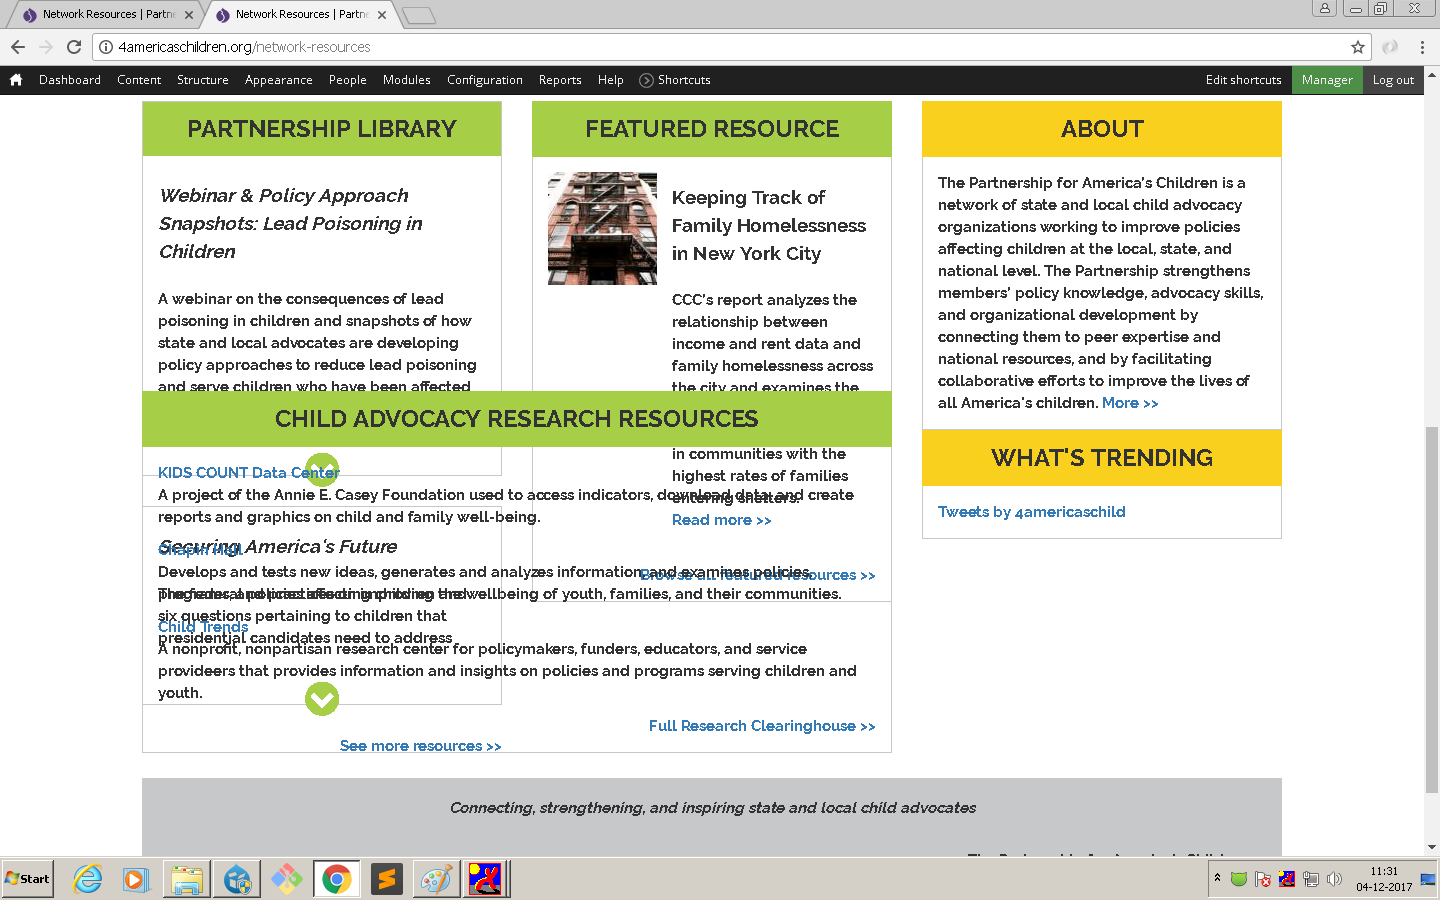 Network Resources | Partne
Network Resources | Partne
4americaschildren.org/network-resources
Dashboard Content Structure Appearance People Modules Configuration Reports Help Shortcuts Edit shortcuts Manager Log out
PARTNERSHIP LIBRARY
Webinar & Policy Approach
Snapshots: Lead Poisoning in
Children
A webinar on the consequences of lead
poisoning in children and snapshots of how
state and local advocates are developing
policy approaches to reduce lead poisoning
and serve children who have been affected
FEATURED RESOURCE
Keeping Track of
Family Homelessness
in New York City
CCC's report analyzes the
relationship between
income and rent data and
family homelessness across
the city and examines the
in communities with the
highest rates of families
entering shelters.
Read more >>
Browse all featured resources >>
ABOUT
The Partnership for America's Children is a
network of state and local child advocacy
organizations working to improve policies
affecting children at the local, state, and
national level. The Partnership strengthens
members' policy knowledge, advocacy skills,
and organizational development by
connecting them to peer expertise and
national resources, and by facilitating
collaborative efforts to improve the lives of
all America's children. More >>
WHAT'S TRENDING
Tweets by 4americaschild
CHILD ADVOCACY RESEARCH RESOURCES
KIDS COUNT Data Center
A project of the Annie E. Casey Foundation used to access indicators, download data, and create
reports and graphics on child and family well-being.
Securing America's Future
Chapin Hall
Develops and tests new ideas, generates and analyzes information, and examines policies,
wellbeing of youth, families, and their communities.
six questions pertaining to children that
presidential candidates need to address
Child Trends
A nonprofit, nonpartisan research center for policymakers, funders, educators, and service
provideers that provides information and insights on policies and programs serving children and
youth.
Full Research Clearinghouse >>
See more resources >>
Connecting, strengthening, and inspiring state and local child advocates
Start
11:31
04-12-2017